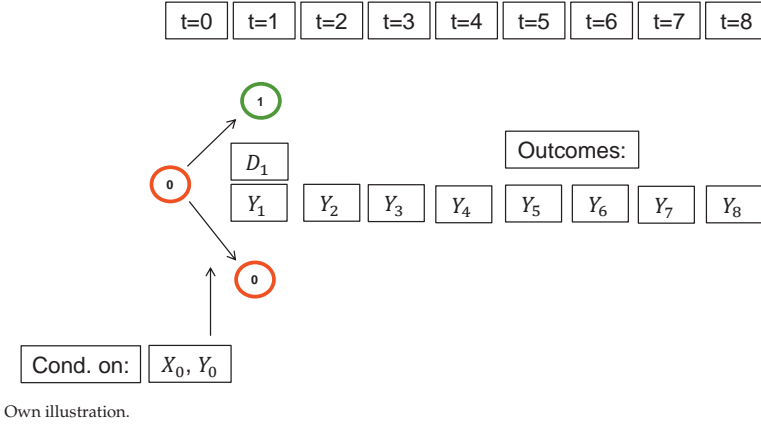 t=0 t=1 t=2 t=3 t=4 t=5 t=6 t=7 t=8
1
D₁ Outcomes:
0
Y₁ Y₂ Y₃ Y₄ Y₅ Y₆ Y₇ Y₈
0
Cond. on: X₀, Y₀
Own illustration.